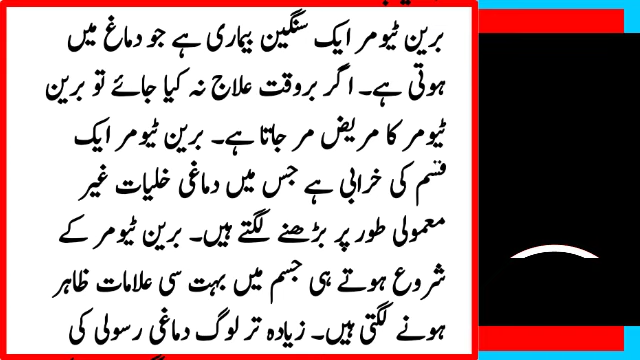 برین ٹیومر ایک سنگین بیماری ہے جو دماغ میں
ہوتی ہے۔ اگر بروقت علاج نہ کیا جائے تو برین
ٹیومر کا مریض مر جاتا ہے۔ برین ٹیومر ایک
قسم کی خرابی ہے جس میں دماغی خلیات غیر
معمولی طور پر بڑھنے لگتے ہیں۔ برین ٹیومر کے
شروع ہوتے ہی جسم میں بہت سی علامات ظاہر
ہونے لگتی ہیں۔ زیادہ تر لوگ دماغی رسولی کی